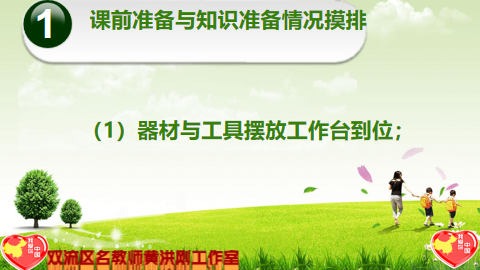 1
课前准备与知识准备情况摸排
（1）器材与工具摆放工作台到位；
双流区名教师黄洪刚工作室